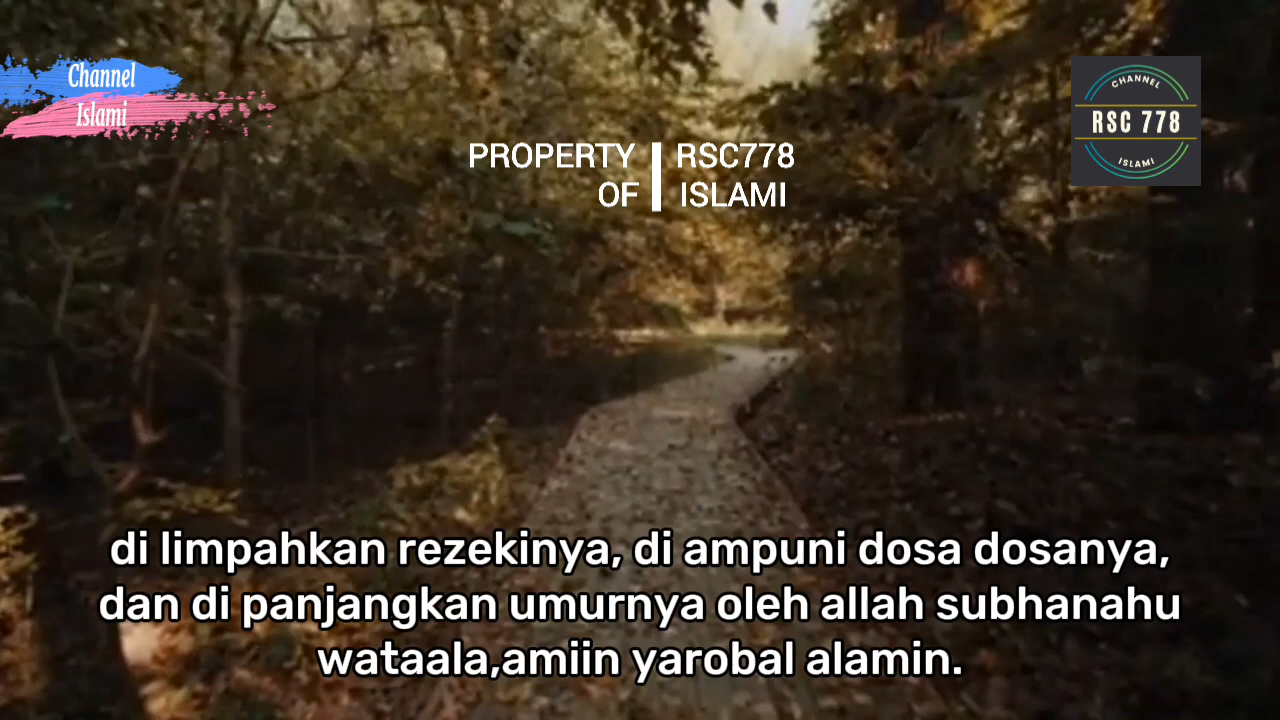 Channel
Islami
CHANNEL
RSC 778
ISLAMI
PROPERTY OF
RSC778 ISLAMI
di limpahkan rezekinya, di ampuni dosa dosanya,
dan di panjangkan umurnya oleh allah subhanahu
wataala,amiin yarobal alamin.